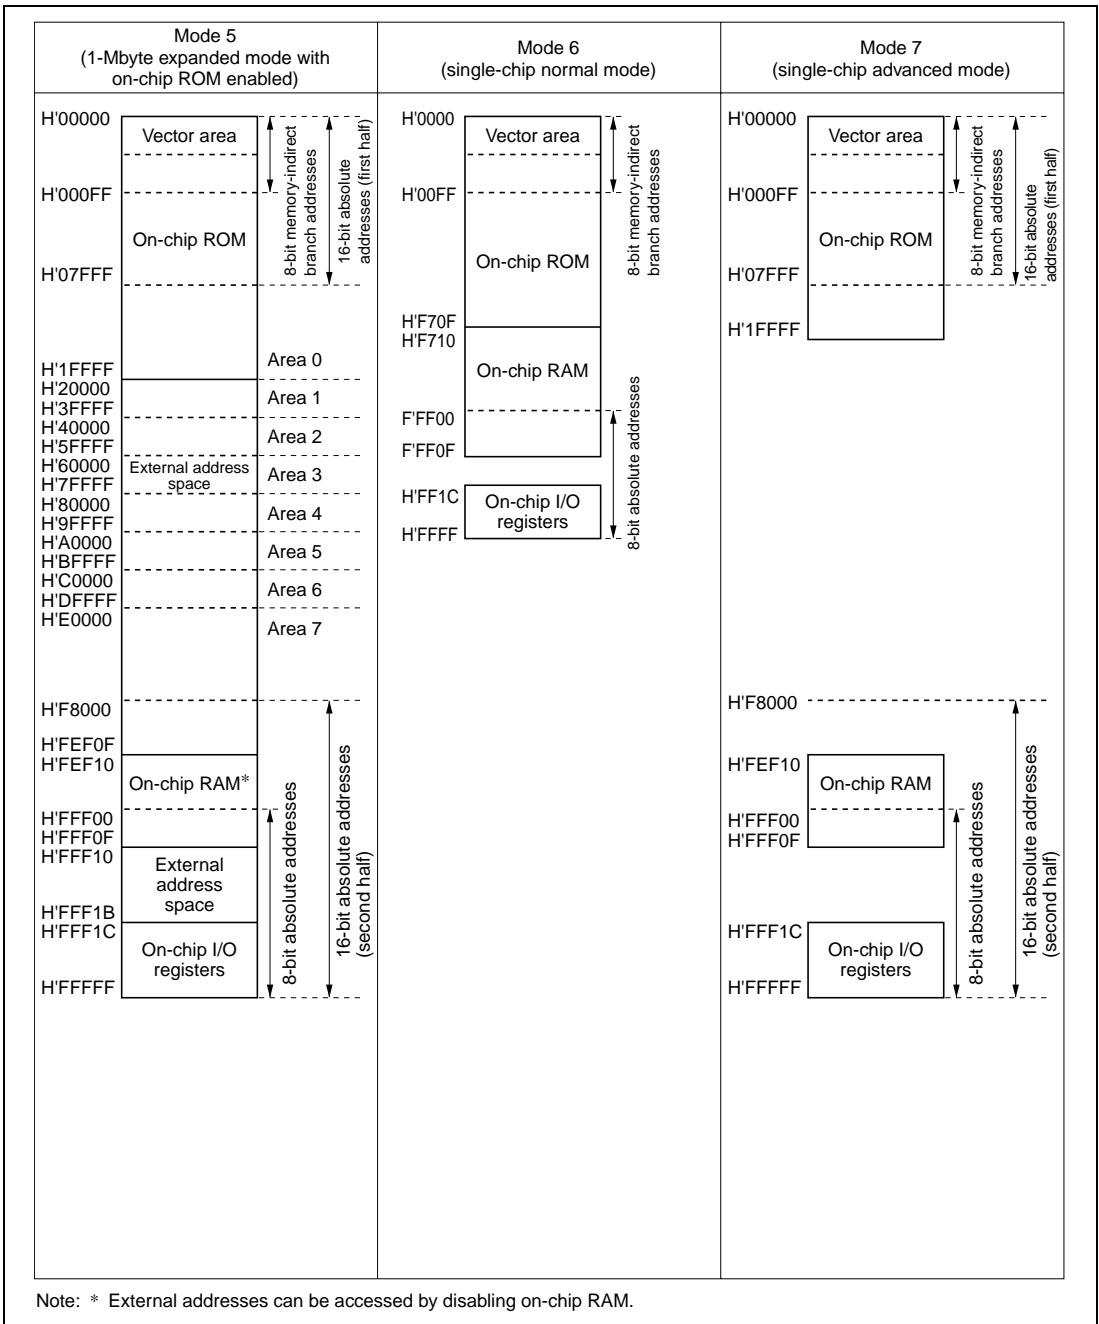 Mode 5
(1-Mbyte expanded mode with
on-chip ROM enabled)
Mode 6
(single-chip normal mode)
Mode 7
(single-chip advanced mode)
H'00000
Vector area
H'000FF
On-chip ROM
H'07FFF
8-bit memory-indirect
branch addresses
16-bit absolute
addresses (first half)
H'1FFFF
Area 0
H'20000
Area 1
H'3FFFF
H'40000
Area 2
H'5FFFF
H'60000
External address
space
Area 3
H'7FFFF
H'80000
Area 4
H'9FFFF
H'A0000
Area 5
H'BFFFF
H'C0000
Area 6
H'DFFFF
H'E0000
Area 7
H'F8000
H'FEF0F
H'FEF10
On-chip RAM*
H'FFF00
H'FFF0F
H'FFF10
External
address
space
H'FFF1B
H'FFF1C
On-chip I/O
registers
H'FFFFF
8-bit absolute addresses
16-bit absolute addresses
(second half)
H'0000
Vector area
H'00FF
On-chip ROM
8-bit memory-indirect
branch addresses
H'F70F
H'F710
On-chip RAM
F'FF00
F'FF0F
H'FF1C
On-chip I/O
registers
H'FFFF
8-bit absolute addresses
H'00000
Vector area
H'000FF
On-chip ROM
H'07FFF
H'1FFFF
8-bit memory-indirect
branch addresses
16-bit absolute
addresses (first half)
H'F8000
H'FEF10
On-chip RAM
H'FFF00
H'FFF0F
H'FFF1C
On-chip I/O
registers
H'FFFFF
8-bit absolute addresses
16-bit absolute addresses
(second half)
Note: * External addresses can be accessed by disabling on-chip RAM.